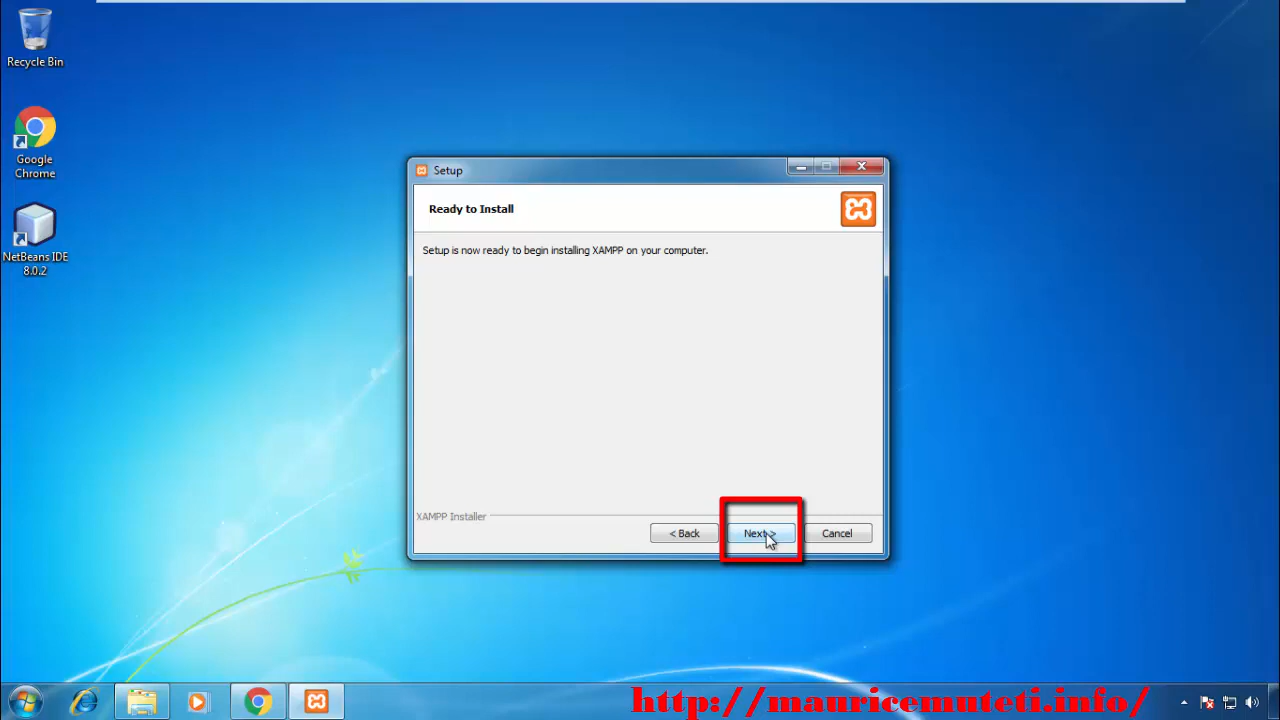 Recycle Bin
Google
Chrome
NetBeans IDE
8.0.2
Setup
Ready to Install
Setup is now ready to begin installing XAMPP on your computer.
XAMPP Installer
< Back
Next >
Cancel
http://mauricemuteti.info/